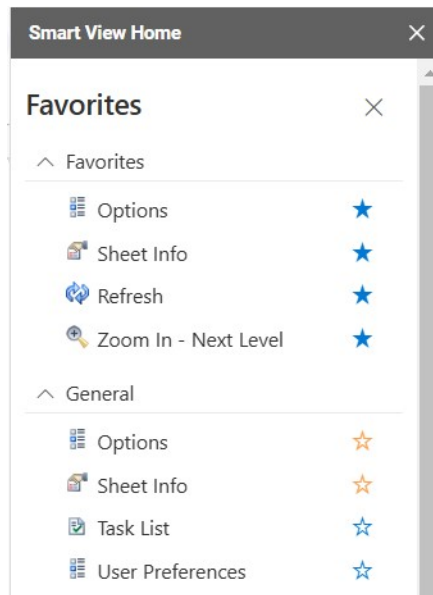 Smart View Home
Favorites
Favorites
Options
Sheet Info
Refresh
Zoom In - Next Level
General
Options
Sheet Info
Task List
User Preferences